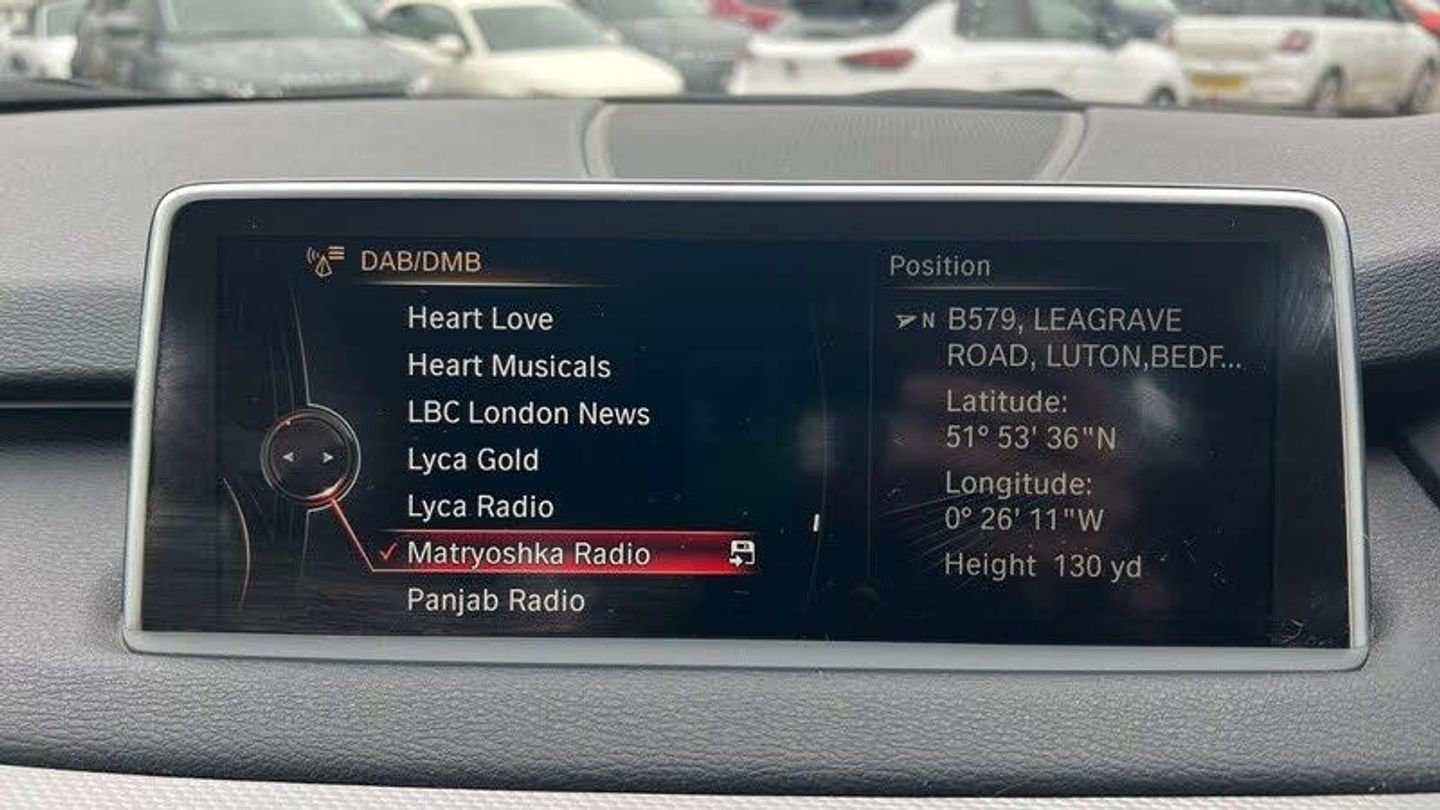 DAB/DMB
Heart Love
Heart Musicals
LBC London News
Lyca Gold
Lyca Radio
Matryoshka Radio
Panjab Radio
Position
N B579, LEAGRAVE
ROAD, LUTON,BEDF...
Latitude:
51° 53' 36"N
Longitude:
0° 26' 11"W
Height 130 yd